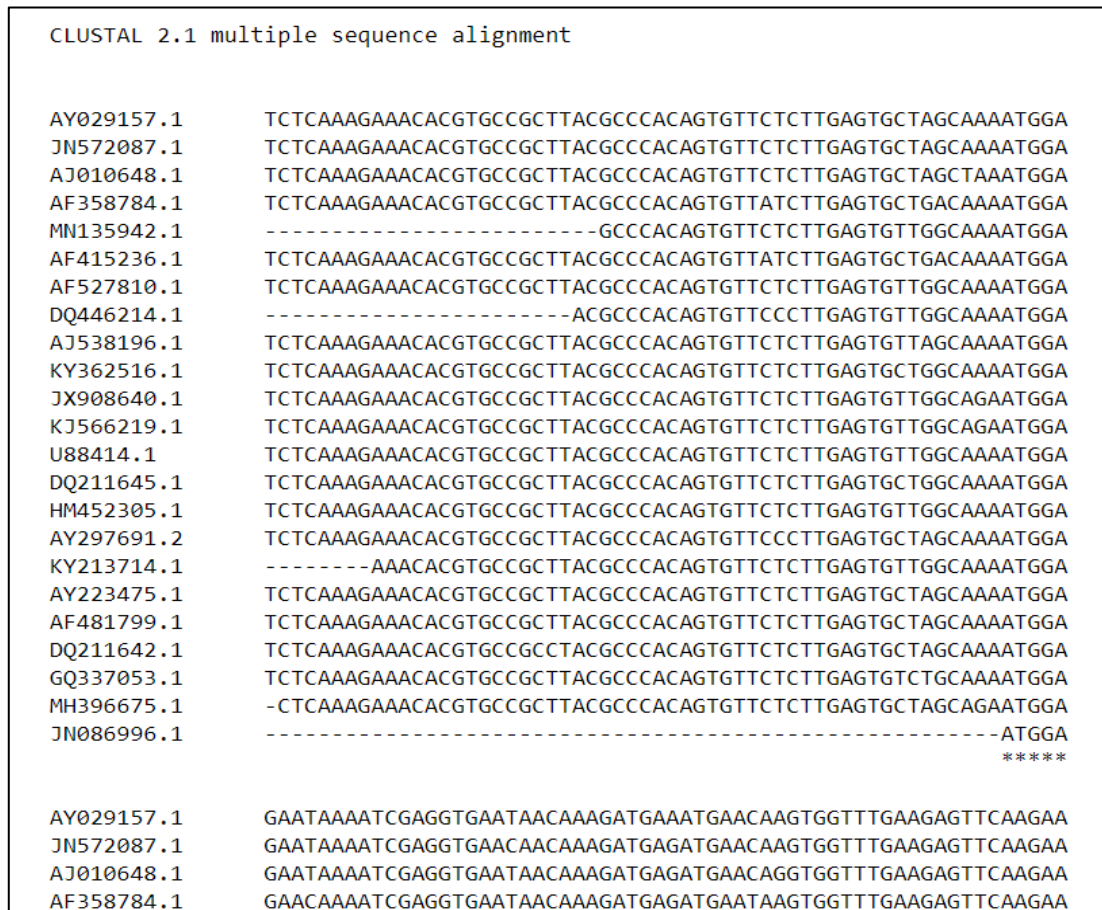 CLUSTAL 2.1 multiple sequence alignment
AY029157.1 TCTCAAAGAAACACGTGCCGCTTACGCCCACAGTGTTCTCTTGAGTGCTAGCAAAATGGA
JN572087.1 TCTCAAAGAAACACGTGCCGCTTACGCCCACAGTGTTCTCTTGAGTGCTAGCAAAATGGA
AJ010648.1 TCTCAAAGAAACACGTGCCGCTTACGCCCACAGTGTTCTCTTGAGTGCTAGCTAAATGGA
AF358784.1 TCTCAAAGAAACACGTGCCGCTTACGCCCACAGTGTTATCTTGAGTGCTGACAAAATGGA
MN135942.1 -------------------------GCCCACAGTGTTCTCTTGAGTGTTGGCAAAATGGA
AF415236.1 TCTCAAAGAAACACGTGCCGCTTACGCCCACAGTGTTATCTTGAGTGCTGACAAAATGGA
AF527810.1 TCTCAAAGAAACACGTGCCGCTTACGCCCACAGTGTTCTCTTGAGTGTTGGCAAAATGGA
DQ446214.1 -----------------------ACGCCCACAGTGTTCCCTTGAGTGTTGGCAAAATGGA
AJ538196.1 TCTCAAAGAAACACGTGCCGCTTACGCCCACAGTGTTCTCTTGAGTGTTAGCAAAATGGA
KY362516.1 TCTCAAAGAAACACGTGCCGCTTACGCCCACAGTGTTCTCTTGAGTGCTGGCAAAATGGA
JX908640.1 TCTCAAAGAAACACGTGCCGCTTACGCCCACAGTGTTCTCTTGAGTGTTGGCAGAATGGA
KJ566219.1 TCTCAAAGAAACACGTGCCGCTTACGCCCACAGTGTTCTCTTGAGTGTTGGCAGAATGGA
U88414.1 TCTCAAAGAAACACGTGCCGCTTACGCCCACAGTGTTCTCTTGAGTGTTGGCAAAATGGA
DQ211645.1 TCTCAAAGAAACACGTGCCGCTTACGCCCACAGTGTTCTCTTGAGTGTTGGCAAAATGGA
HM452305.1 TCTCAAAGAAACACGTGCCGCTTACGCCCACAGTGTTCTCTTGAGTGTTGGCAAAATGGA
AY297691.2 TCTCAAAGAAACACGTGCCGCTTACGCCCACAGTGTTCCCTTGAGTGCTAGCAAAATGGA
KY213714.1 --------AAACACGTGCCGCTTACGCCCACAGTGTTCTCTTGAGTGTTGGCAAAATGGA
AY223475.1 TCTCAAAGAAACACGTGCCGCTTACGCCCACAGTGTTCTCTTGAGTGCTAGCAAAATGGA
AF481799.1 TCTCAAAGAAACACGTGCCGCTTACGCCCACAGTGTTCTCTTGAGTGCTAGCAAAATGGA
DQ211642.1 TCTCAAAGAAACACGTGCCGCCTACGCCCACAGTGTTCTCTTGAGTGCTAGCAAAATGGA
GQ337053.1 TCTCAAAGAAACACGTGCCGCTTACGCCCACAGTGTTCTCTTGAGTGTCTGCAAAATGGA
MH396675.1 -CTCAAAGAAACACGTGCCGCTTACGCCCACAGTGTTCTCTTGAGTGCTAGCAGAATGGA
JN086996.1 -------------------------------------------------------ATGGA
*****
AY029157.1 GAATAAAATCGAGGTGAATAACAAAGATGAAATGAACAAGTGGTTTGAAGAGTTCAAGAA
JN572087.1 GAATAAAATCGAGGTGAACAACAAAGATGAGATGAACAAGTGGTTTGAAGAGTTCAAGAA
AJ010648.1 GAATAAAATCGAGGTGAATAACAAAGATGAGATGAACAGGTGGTTTGAAGAGTTCAAGAA
AF358784.1 GAACAAAATCGAGGTGAATAACAAAGATGAGATGAATAAGTGGTTTGAAGAGTTCAAGAA